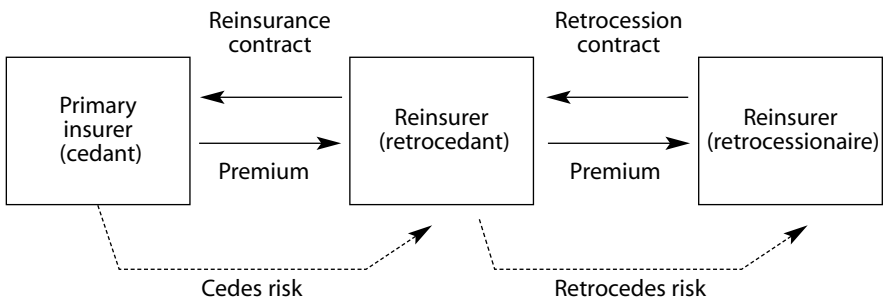 Reinsurance
contract
Retrocession
contract
Primary
insurer
(cedant)
Reinsurer
(retrocedant)
Reinsurer
(retrocessionaire)
Premium
Premium
Cedes risk
Retrocedes risk